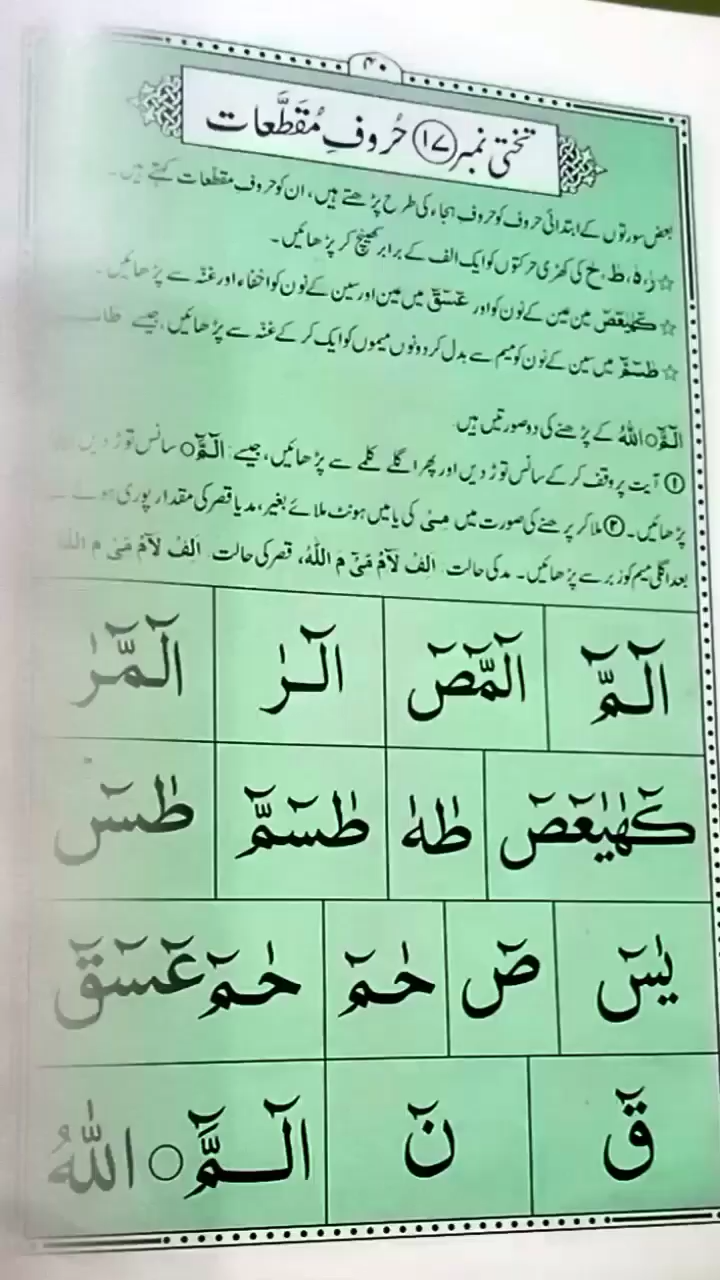 ۴۰
تختی نمبر ۱۷ حُروفِ مُقَطَّعات
بعض سورتوں کے ابتدائی حروف کو حروفِ ہجاء کی طرح پڑھتے ہیں، ان کو حروفِ مقطعات کہتے ہیں۔
☆ رٰ، ہٰ، طٰ، حٰ کی کھڑی حرکتوں کو ایک الف کے برابر کھینچ کر پڑھائیں۔
☆ كٓهٰيٰعٓصٓ میں عین کے نون کو اور عٓسٓقٓ میں عین اور سین کے نون کو اخفاء اور غنہ سے پڑھائیں۔
☆ طٰسٓمّٓ میں سین کے نون کو میم سے بدل کر دونوں میموں کو ایک کر کے غنہ سے پڑھائیں، جیسے طا
الٓمّٓ ○ اللّٰهُ کے پڑھنے کی دو صورتیں ہیں۔
① آیت پر وقف کر کے سانس توڑ دیں اور پھر اگلے کلمے سے پڑھائیں، جیسے: الٓمّٓ ○ سانس توڑ دیں
پڑھائیں۔ ② ملا کر پڑھنے کی صورت میں مِیْ کی یا میں ہونٹ ملائے بغیر، مد یا قصر کی مقدار پوری
بعد اگلی میم کو زبر سے پڑھائیں۔ مد کی حالت: اَلِفْ لَآمْ مِّیْٓ مَ اللّٰهُ، قصر کی حالت: اَلِفْ لَآمْ مِّیْ مَ اللّٰهُ
الٓمّٓ الٓمّٓصٓ الٓرٰ الٓمّٓرٰ
كٓهٰيٰعٓصٓ طٰهٰ طٰسٓمّٓ طٰسٓ
يٰسٓ صٓ حٰمٓ حٰمٓ عٓسٓقٓ
قٓ نٓ الٓمَّٓ ○ اللّٰهُ